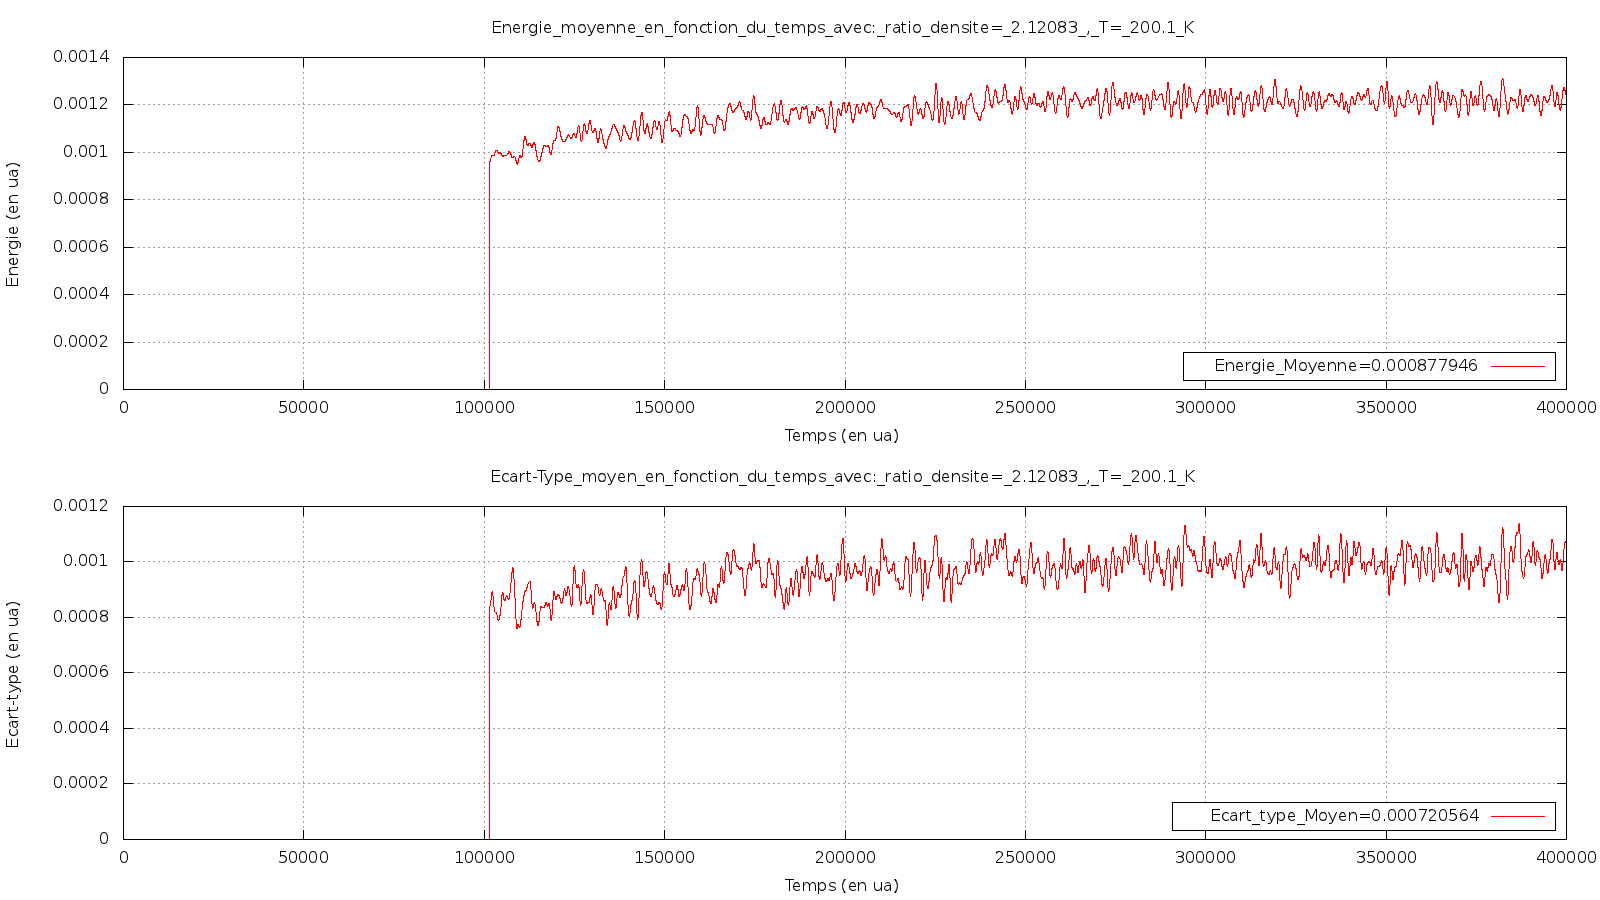 Energie_moyenne_en_fonction_du_temps_avec:_ratio_densite=_2.12083_,_T=_200.1_K
0.0014
0.0012
0.001
0.0008
0.0006
0.0004
0.0002
0
Energie (en ua)
Energie_Moyenne=0.000877946
0 50000 100000 150000 200000 250000 300000 350000 400000
Temps (en ua)
Ecart-Type_moyen_en_fonction_du_temps_avec:_ratio_densite=_2.12083_,_T=_200.1_K
0.0012
0.001
0.0008
0.0006
0.0004
0.0002
0
Ecart-type (en ua)
Ecart_type_Moyen=0.000720564
0 50000 100000 150000 200000 250000 300000 350000 400000
Temps (en ua)